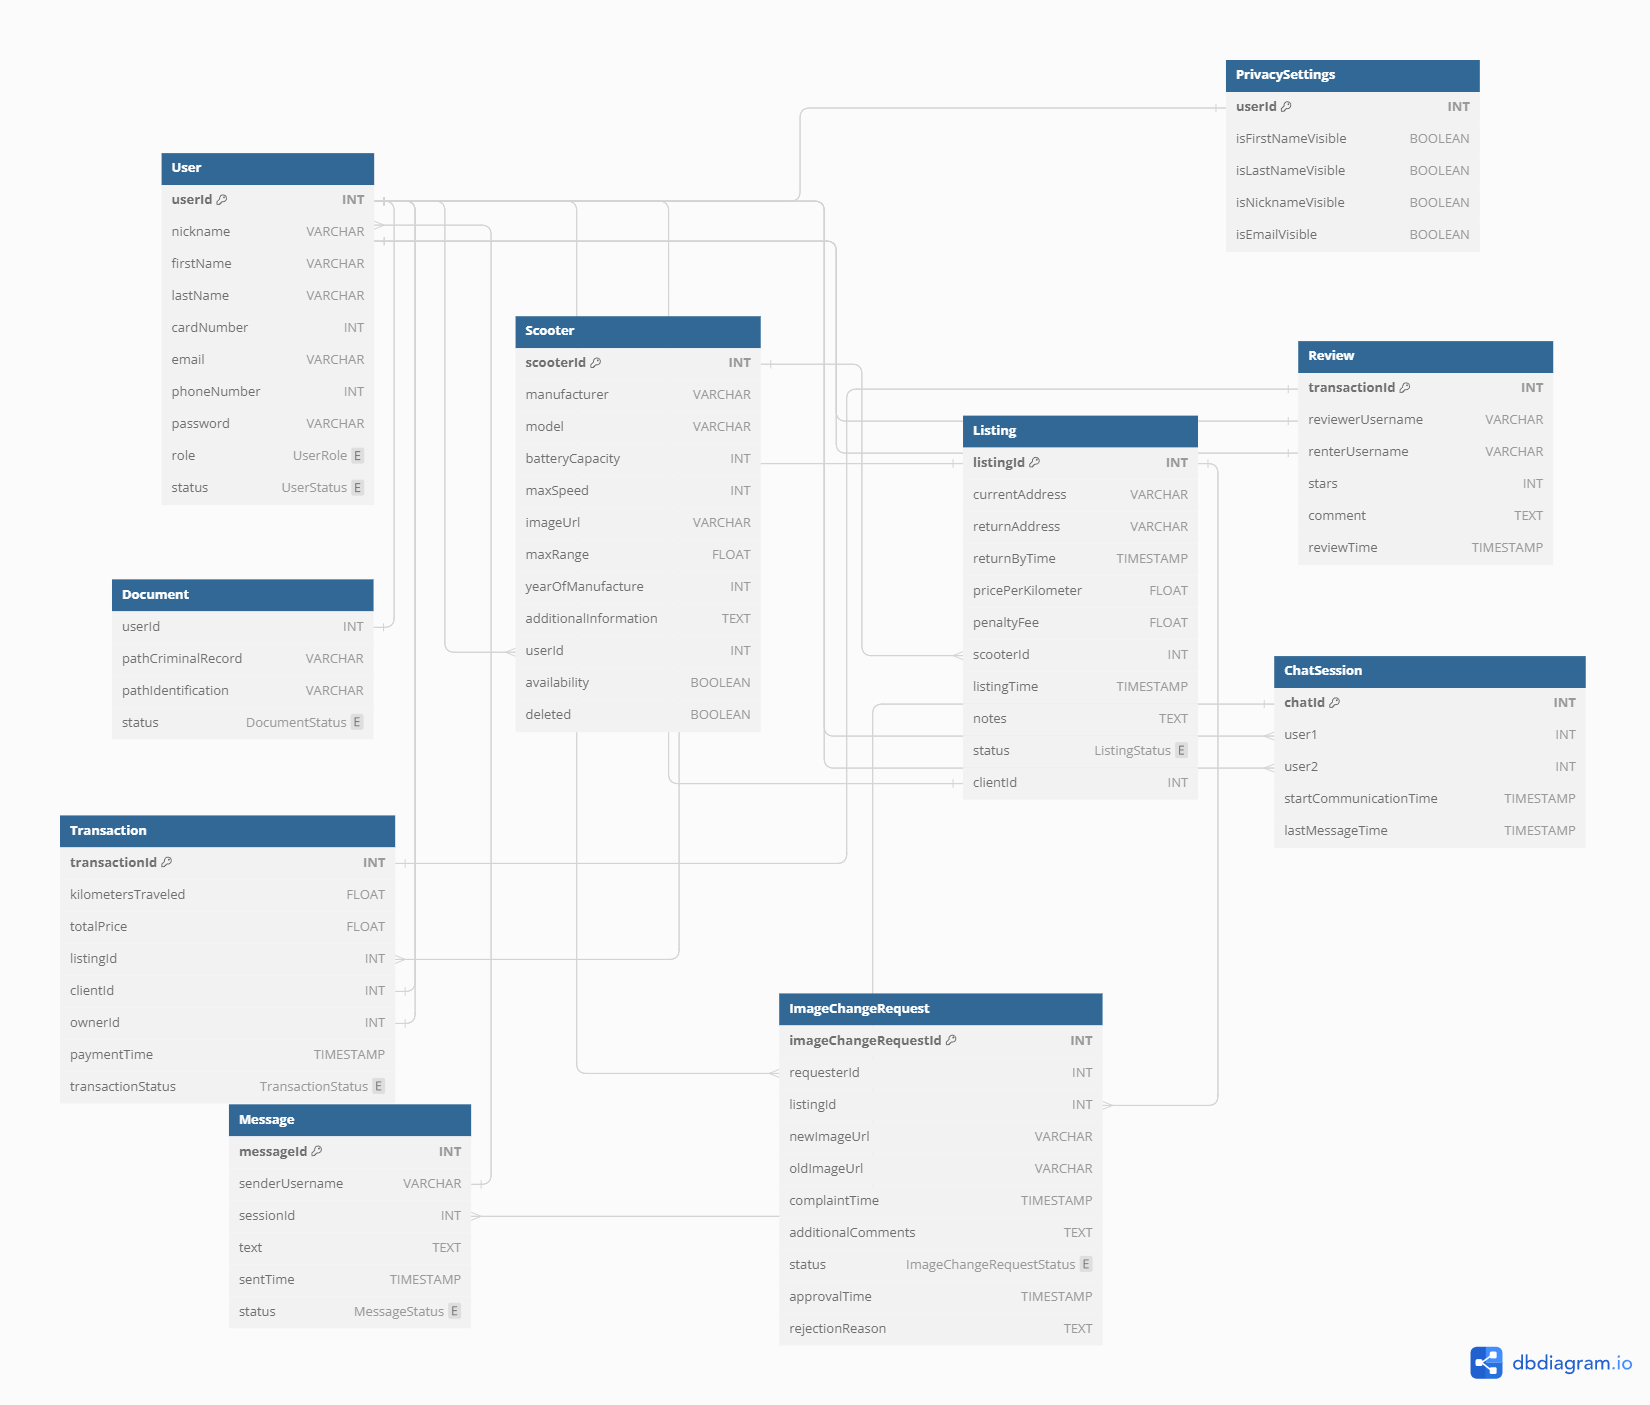 PrivacySettings
userId INT
isFirstNameVisible BOOLEAN
isLastNameVisible BOOLEAN
isNicknameVisible BOOLEAN
isEmailVisible BOOLEAN
User
userId INT
nickname VARCHAR
firstName VARCHAR
lastName VARCHAR
cardNumber INT
email VARCHAR
phoneNumber INT
password VARCHAR
role UserRole E
status UserStatus E
Scooter
scooterId INT
manufacturer VARCHAR
model VARCHAR
batteryCapacity INT
maxSpeed INT
imageUrl VARCHAR
maxRange FLOAT
yearOfManufacture INT
additionalInformation TEXT
userId INT
availability BOOLEAN
deleted BOOLEAN
Review
transactionId INT
reviewerUsername VARCHAR
renterUsername VARCHAR
stars INT
comment TEXT
reviewTime TIMESTAMP
Listing
listingId INT
currentAddress VARCHAR
returnAddress VARCHAR
returnByTime TIMESTAMP
pricePerKilometer FLOAT
penaltyFee FLOAT
scooterId INT
listingTime TIMESTAMP
notes TEXT
status ListingStatus E
clientId INT
Document
userId INT
pathCriminalRecord VARCHAR
pathIdentification VARCHAR
status DocumentStatus E
ChatSession
chatId INT
user1 INT
user2 INT
startCommunicationTime TIMESTAMP
lastMessageTime TIMESTAMP
Transaction
transactionId INT
kilometersTraveled FLOAT
totalPrice FLOAT
listingId INT
clientId INT
ownerId INT
paymentTime TIMESTAMP
transactionStatus TransactionStatus E
ImageChangeRequest
imageChangeRequestId INT
requesterId INT
listingId INT
newImageUrl VARCHAR
oldImageUrl VARCHAR
complaintTime TIMESTAMP
additionalComments TEXT
status ImageChangeRequestStatus E
approvalTime TIMESTAMP
rejectionReason TEXT
Message
messageId INT
senderUsername VARCHAR
sessionId INT
text TEXT
sentTime TIMESTAMP
status MessageStatus E
dbdiagram.io